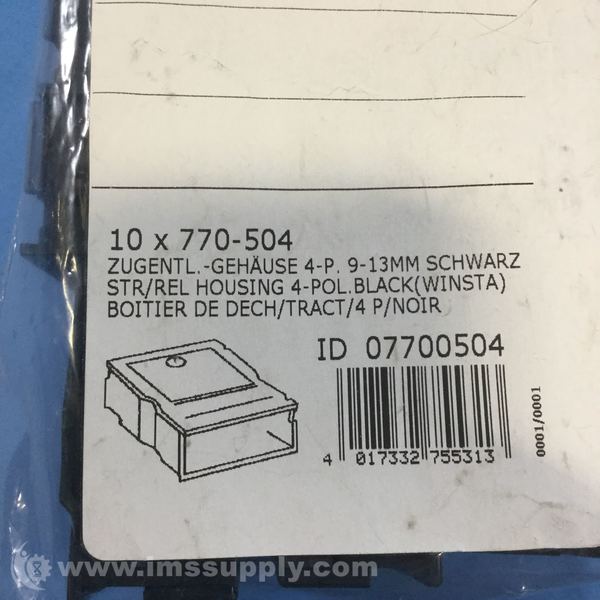 10 x 770-504
ZUGENTL.-GEHÄUSE 4-P. 9-13MM SCHWARZ
STR/REL HOUSING 4-POL.BLACK(WINSTA)
BOITIER DE DECH/TRACT/4 P/NOIR
ID 07700504
4 017332 755313
0001/0001
www.imssupply.com